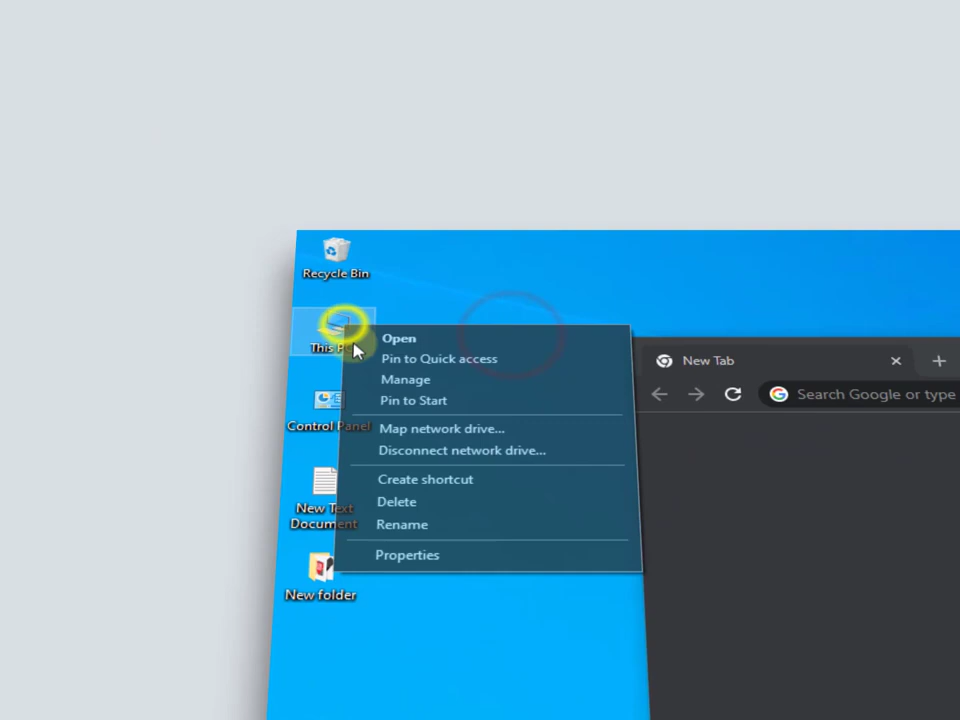 Recycle Bin
This P
Control Panel
New Text
Document
New folder
Open
Pin to Quick access
Manage
Pin to Start
Map network drive...
Disconnect network drive...
Create shortcut
Delete
Rename
Properties
New Tab
Search Google or type